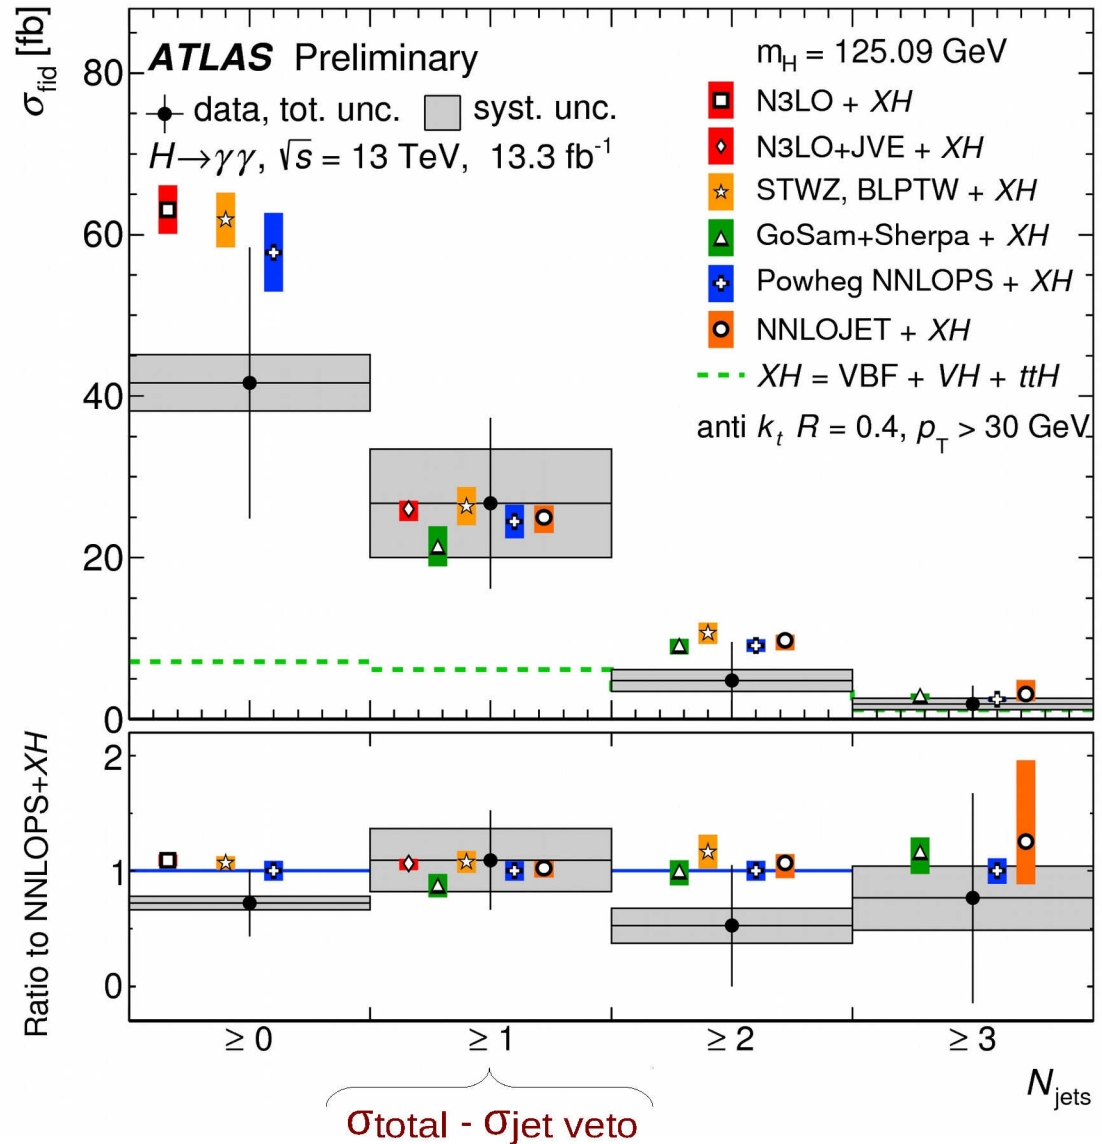 σfid [fb]
80
60
40
20
0
ATLAS Preliminary
data, tot. unc. syst. unc.
H→γγ, √s = 13 TeV, 13.3 fb⁻¹
mH = 125.09 GeV
N3LO + XH
N3LO+JVE + XH
STWZ, BLPTW + XH
GoSam+Sherpa + XH
Powheg NNLOPS + XH
NNLOJET + XH
XH = VBF + VH + ttH
anti kt R = 0.4, pT > 30 GeV
Ratio to NNLOPS+XH
2
1
0
≥ 0 ≥ 1 ≥ 2 ≥ 3
Njets
σtotal - σjet veto